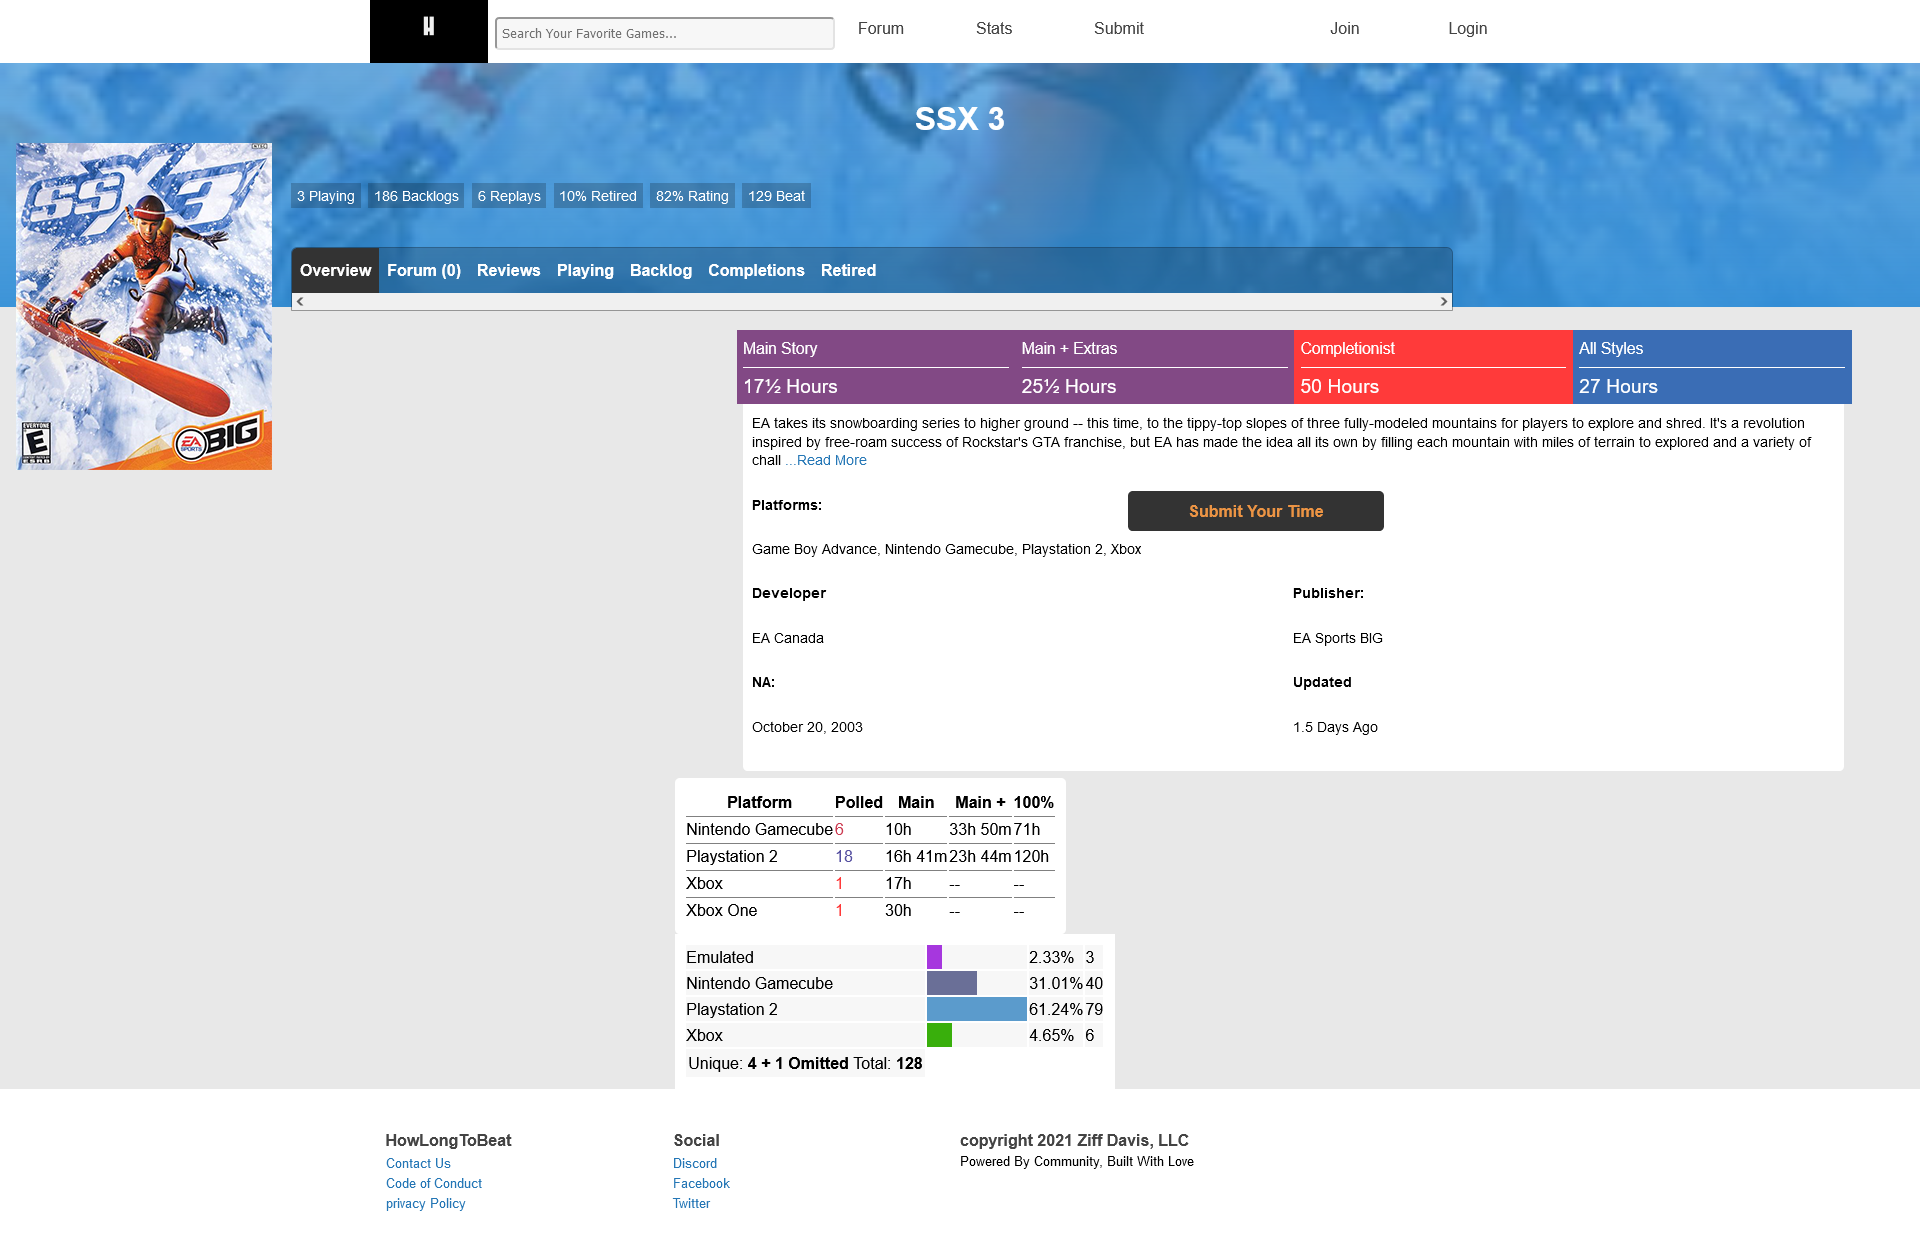 H
Search Your Favorite Games...
Forum
Stats
Submit
Join
Login
SSX 3
SSX3
EVERYONE
E
ESRB
EA SPORTS BIG
3 Playing
186 Backlogs
6 Replays
10% Retired
82% Rating
129 Beat
Overview
Forum (0)
Reviews
Playing
Backlog
Completions
Retired
Main Story
17½ Hours
Main + Extras
25½ Hours
Completionist
50 Hours
All Styles
27 Hours
EA takes its snowboarding series to higher ground -- this time, to the tippy-top slopes of three fully-modeled mountains for players to explore and shred. It's a revolution
inspired by free-roam success of Rockstar's GTA franchise, but EA has made the idea all its own by filling each mountain with miles of terrain to explored and a variety of
chall ...Read More
Platforms:
Submit Your Time
Game Boy Advance, Nintendo Gamecube, Playstation 2, Xbox
Developer
Publisher:
EA Canada
EA Sports BIG
NA:
Updated
October 20, 2003
1.5 Days Ago
Platform Polled Main Main + 100%
Nintendo Gamecube 6 10h 33h 50m 71h
Playstation 2 18 16h 41m 23h 44m 120h
Xbox 1 17h -- --
Xbox One 1 30h -- --
Emulated 2.33% 3
Nintendo Gamecube 31.01% 40
Playstation 2 61.24% 79
Xbox 4.65% 6
Unique: 4 + 1 Omitted Total: 128
HowLongToBeat
Contact Us
Code of Conduct
privacy Policy
Social
Discord
Facebook
Twitter
copyright 2021 Ziff Davis, LLC
Powered By Community, Built With Love